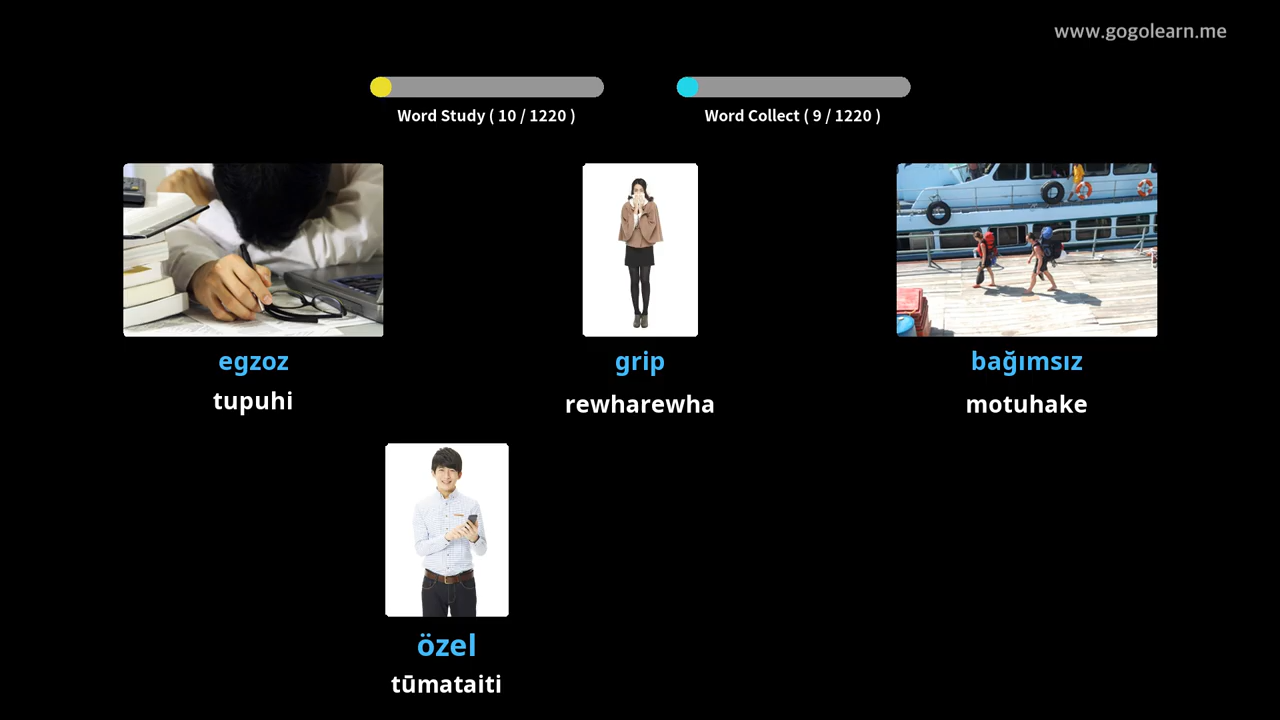 www.gogolearn.me
Word Study ( 10 / 1220 )
Word Collect ( 9 / 1220 )
egzoz
tupuhi
grip
rewharewha
bağımsız
motuhake
özel
tūmataiti